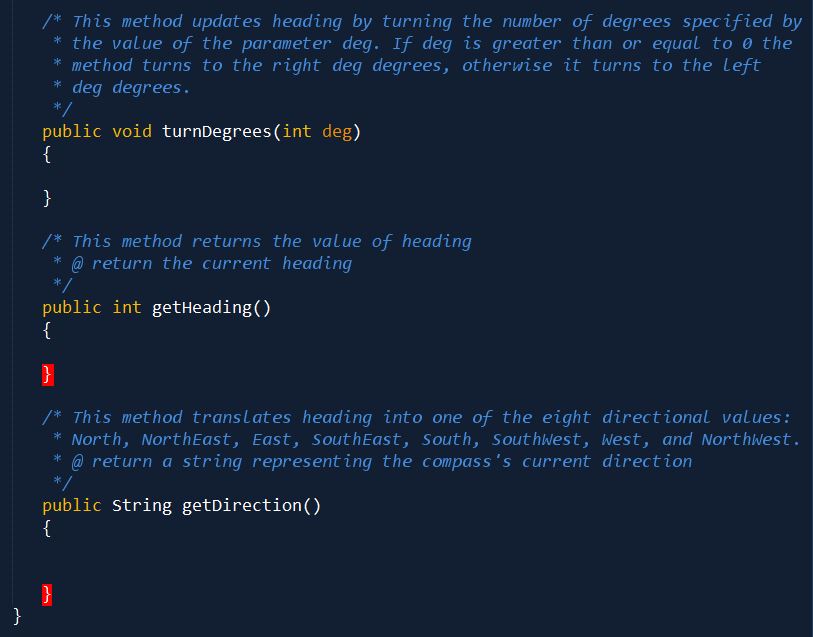 /* This method updates heading by turning the number of degrees specified by
* the value of the parameter deg. If deg is greater than or equal to 0 the
* method turns to the right deg degrees, otherwise it turns to the left
* deg degrees.
*/
public void turnDegrees(int deg)
{
}
/* This method returns the value of heading
* @ return the current heading
*/
public int getHeading()
{
}
/* This method translates heading into one of the eight directional values:
* North, NorthEast, East, SouthEast, South, SouthWest, West, and NorthWest.
* @ return a string representing the compass's current direction
*/
public String getDirection()
{
}
}